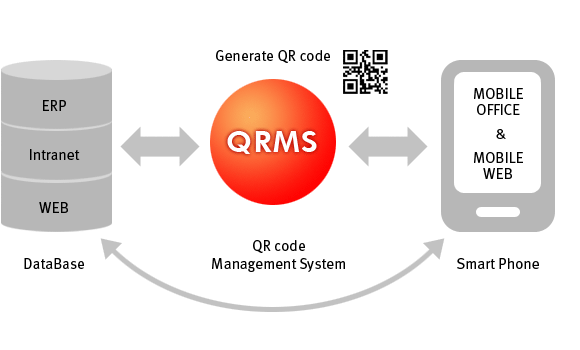 Generate QR code
ERP
Intranet
WEB
DataBase
QRMS
QR code
Management System
MOBILE
OFFICE
&
MOBILE
WEB
Smart Phone